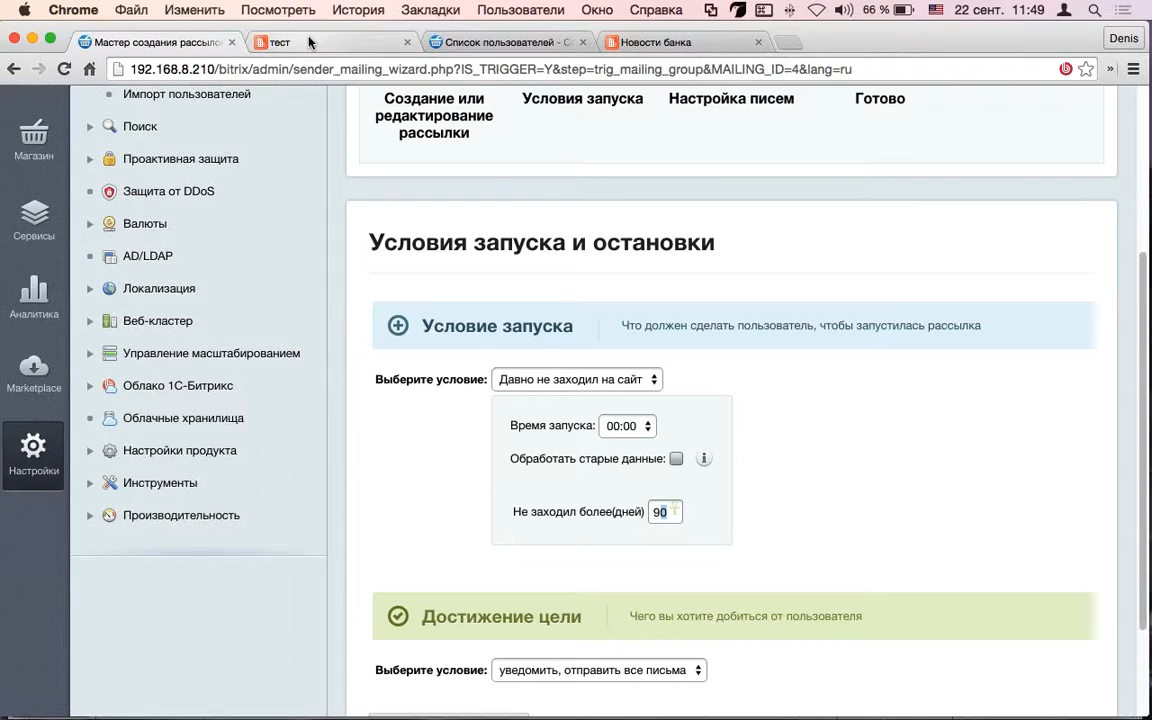 Chrome Файл Изменить Посмотреть История Закладки Пользователи Окно Справка 66 % 22 сент. 11:49
Мастер создания рассыло тест Список пользователей - Новости банка Denis
192.168.8.210/bitrix/admin/sender_mailing_wizard.php?IS_TRIGGER=Y&step=trig_mailing_group&MAILING_ID=4&lang=ru »
Магазин
Сервисы
Аналитика
Marketplace
Настройки
Импорт пользователей
Поиск
Проактивная защита
Защита от DDoS
Валюты
AD/LDAP
Локализация
Веб-кластер
Управление масштабированием
Облако 1С-Битрикс
Облачные хранилища
Настройки продукта
Инструменты
Производительность
Создание или редактирование рассылки Условия запуска Настройка писем Готово
Условия запуска и остановки
Условие запуска Что должен сделать пользователь, чтобы запустилась рассылка
Выберите условие: Давно не заходил на сайт
Время запуска: 00:00
Обработать старые данные:
Не заходил более(дней) 90
Достижение цели Чего вы хотите добиться от пользователя
Выберите условие: уведомить, отправить все письма